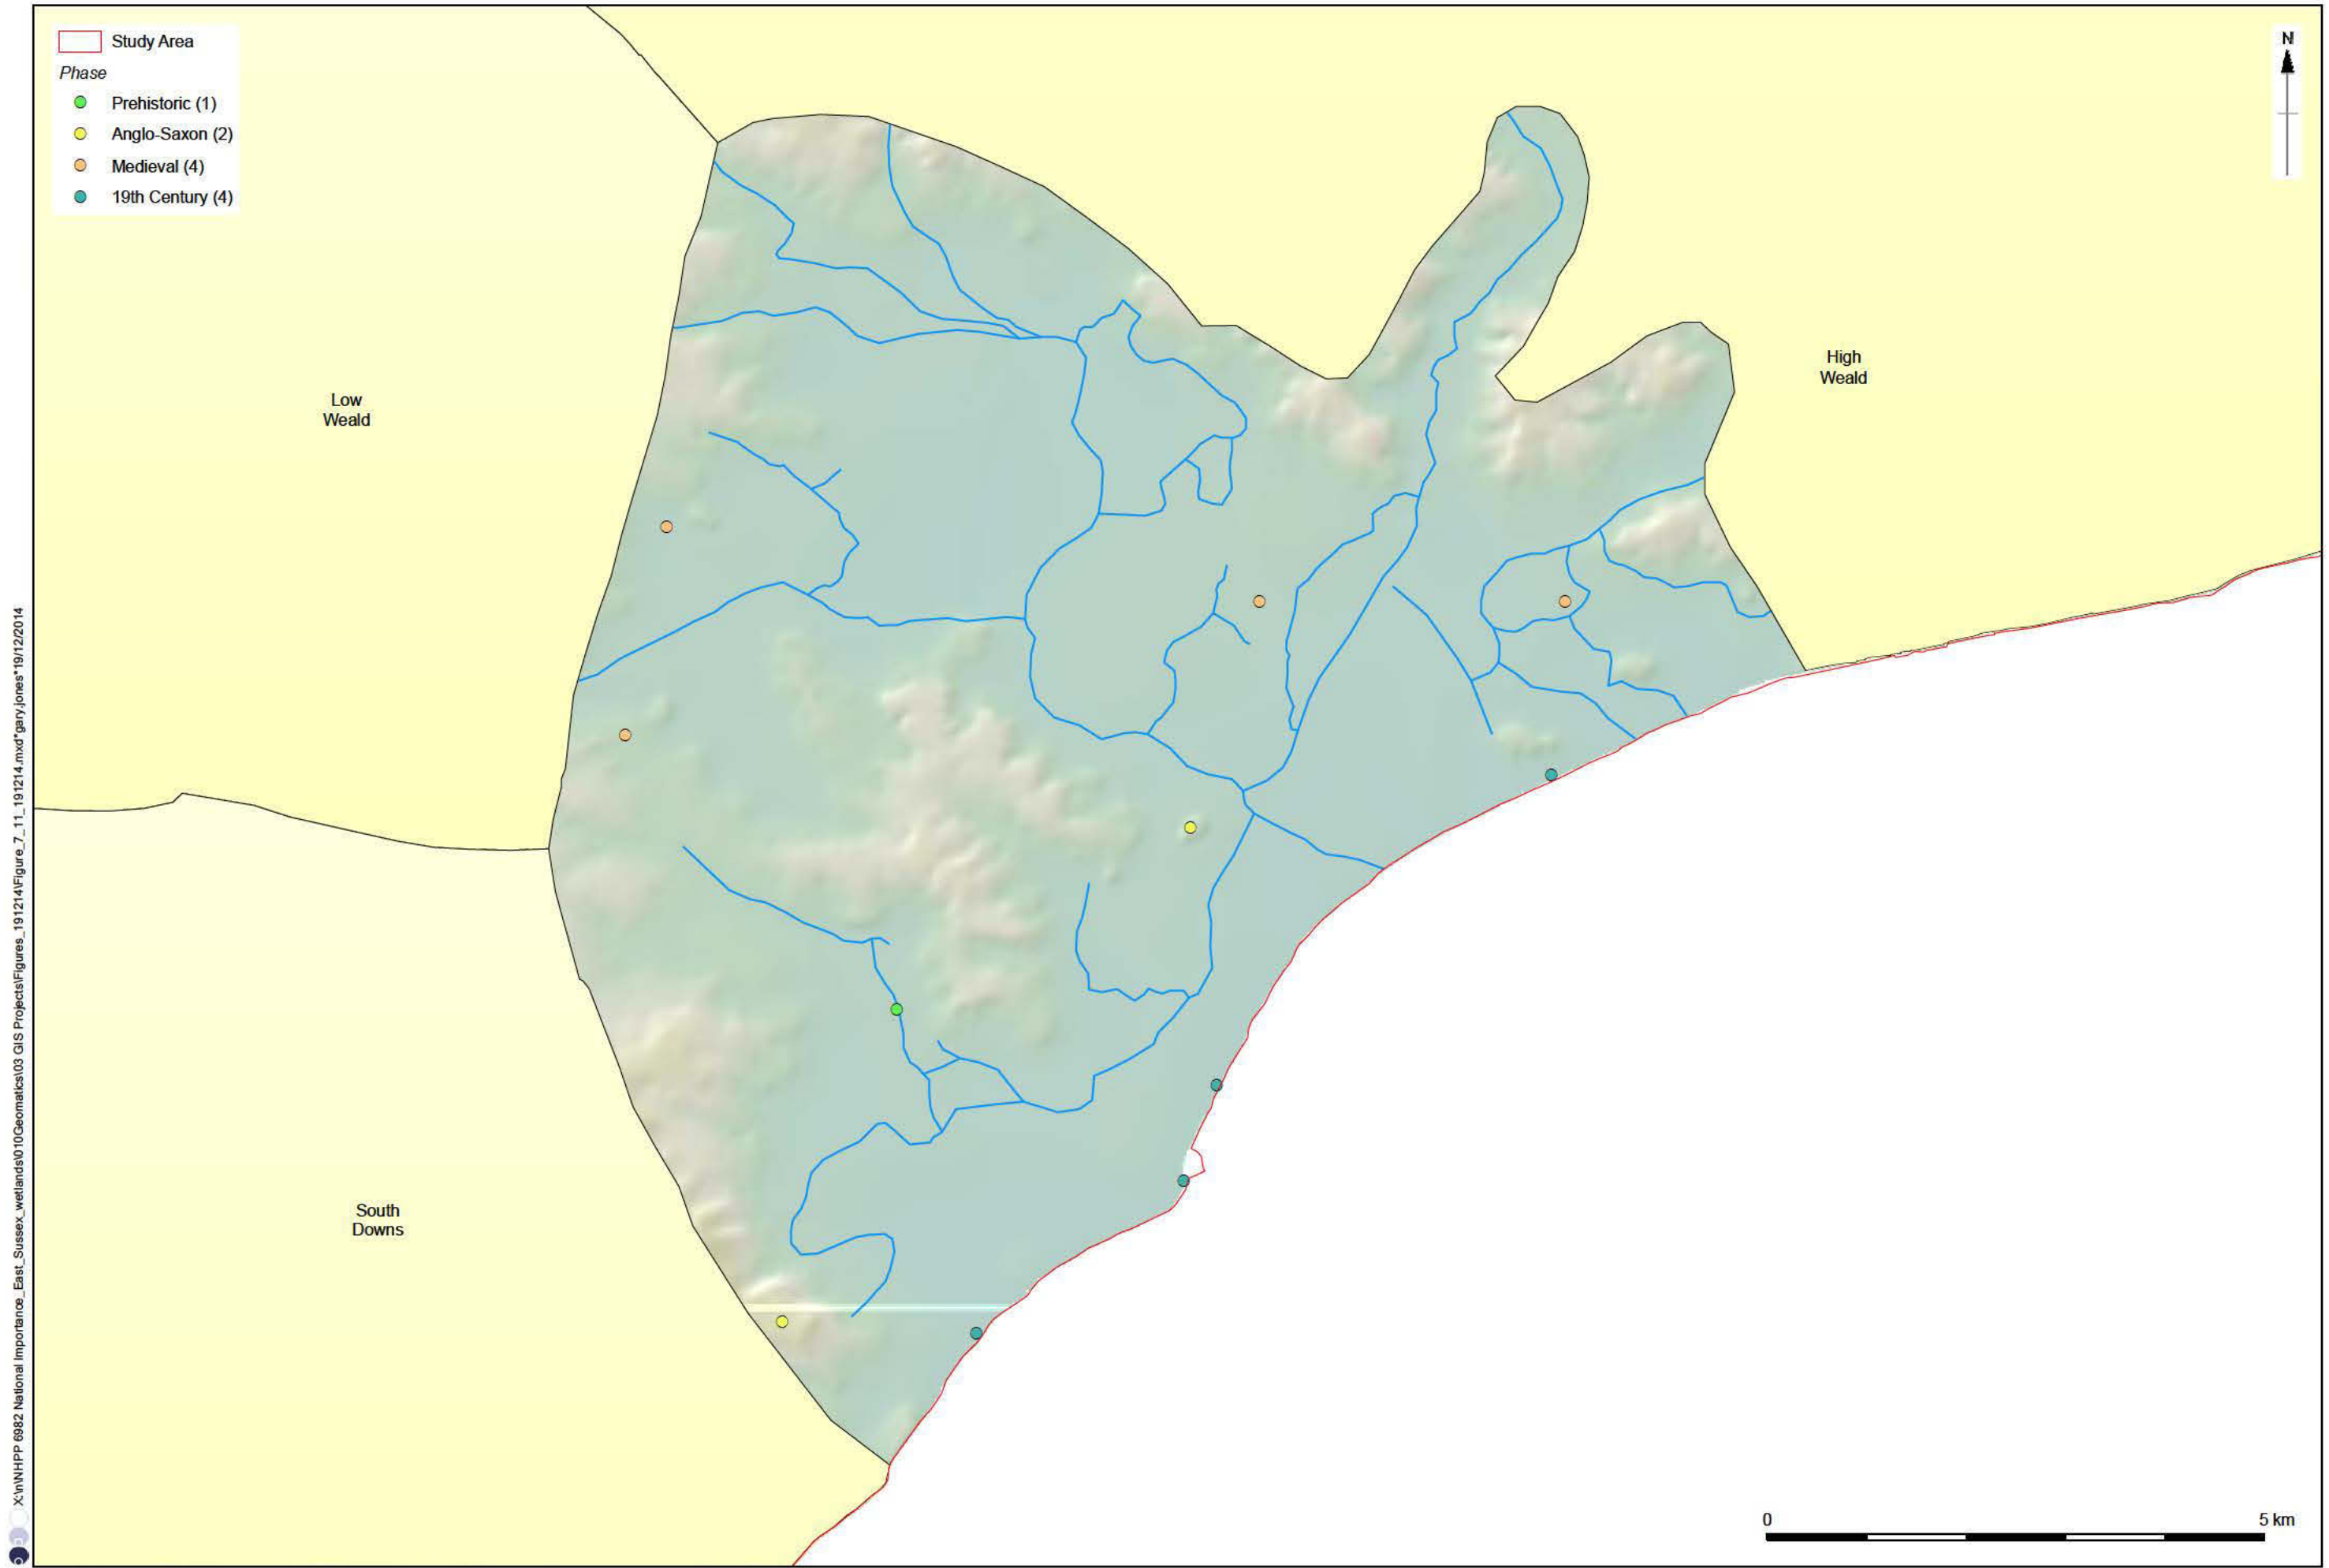 Study Area
Phase
Prehistoric (1)
Anglo-Saxon (2)
Medieval (4)
19th Century (4)
N
Low
Weald
High
Weald
South
Downs
0 5 km
X:\n\NHPP 6982 National Importance_East_Sussex_wetlands\010Geomatics\03 GIS Projects\Figures_191214\Figure_7_11_191214.mxd*gary.jones*19/12/2014